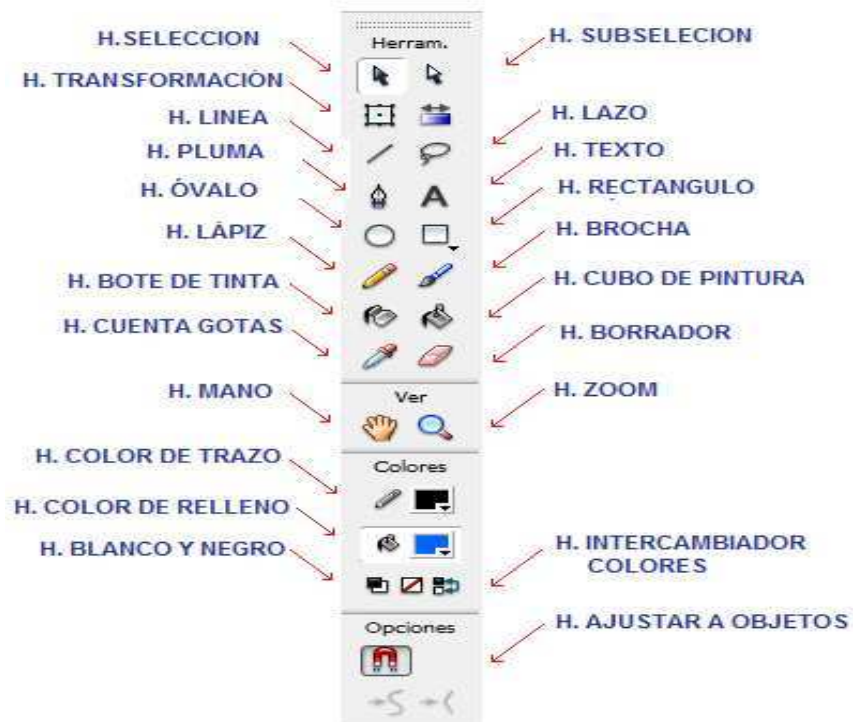 H.SELECCION
Herram.
H. SUBSELECION
H. TRANSFORMACIÓN
H. LINEA
H. LAZO
H. PLUMA
H. TEXTO
H. ÓVALO
H. RECTANGULO
H. LÁPIZ
H. BROCHA
H. BOTE DE TINTA
H. CUBO DE PINTURA
H. CUENTA GOTAS
H. BORRADOR
H. MANO
Ver
H. ZOOM
H. COLOR DE TRAZO
Colores
H. COLOR DE RELLENO
H. BLANCO Y NEGRO
H. INTERCAMBIADOR
COLORES
Opciones
H. AJUSTAR A OBJETOS